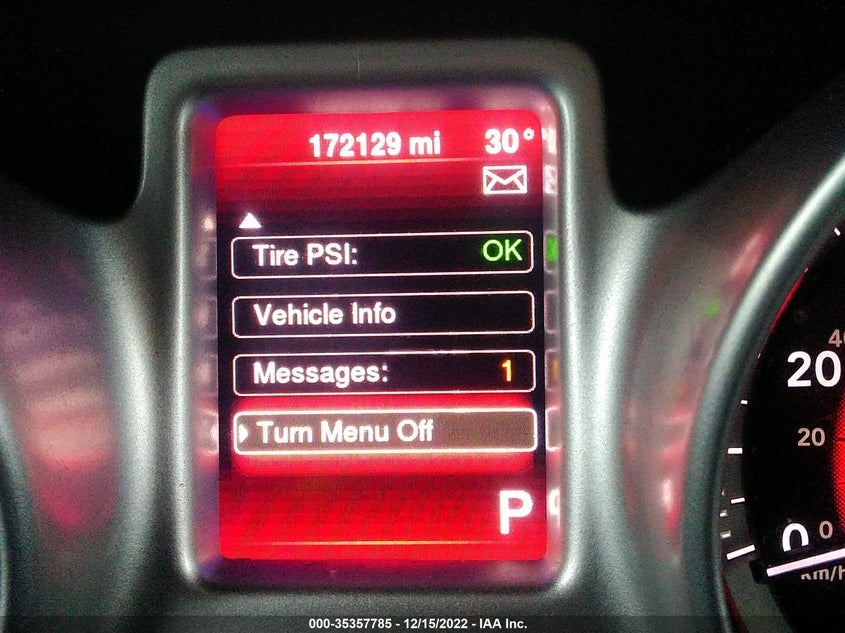 172129 mi 30°
Tire PSI: OK
Vehicle Info
Messages: 1
Turn Menu Off
P
20
20
0
0
km/h
000-35357785 - 12/15/2022 - IAA Inc.